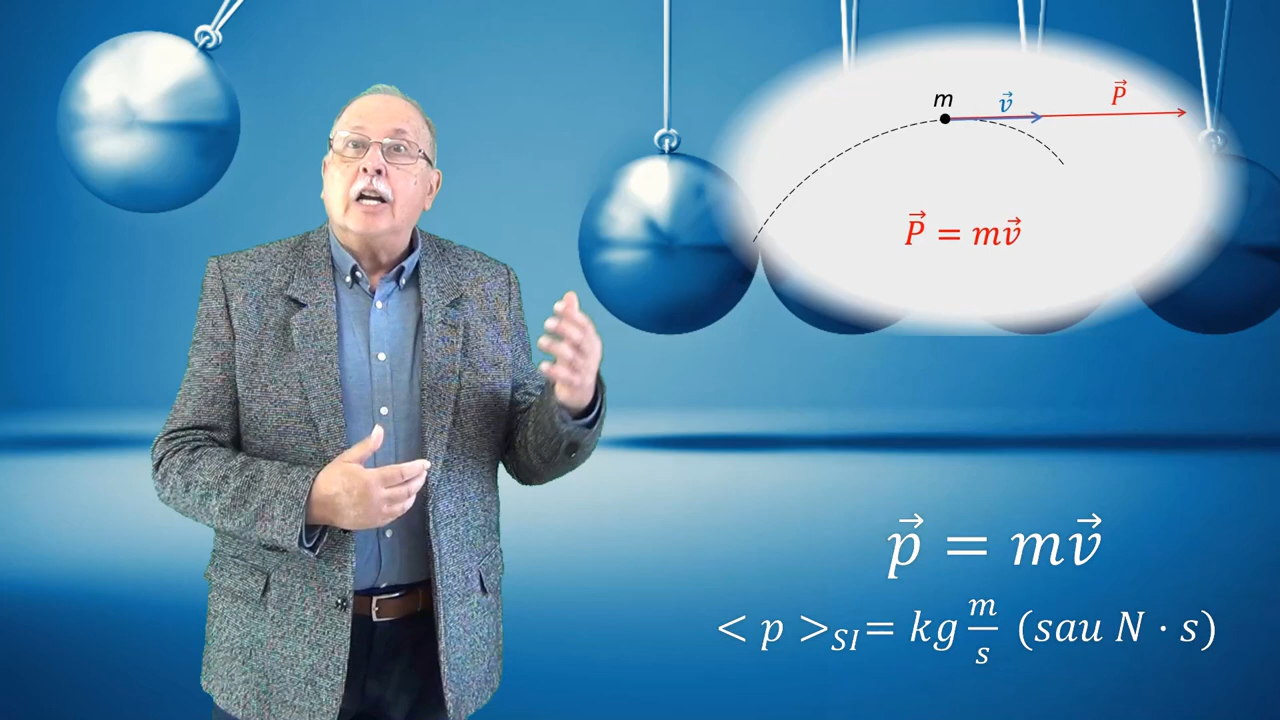 m v⃗ P⃗
P⃗ = mv⃗
p⃗ = mv⃗
< p >SI= kg m/s (sau N · s)